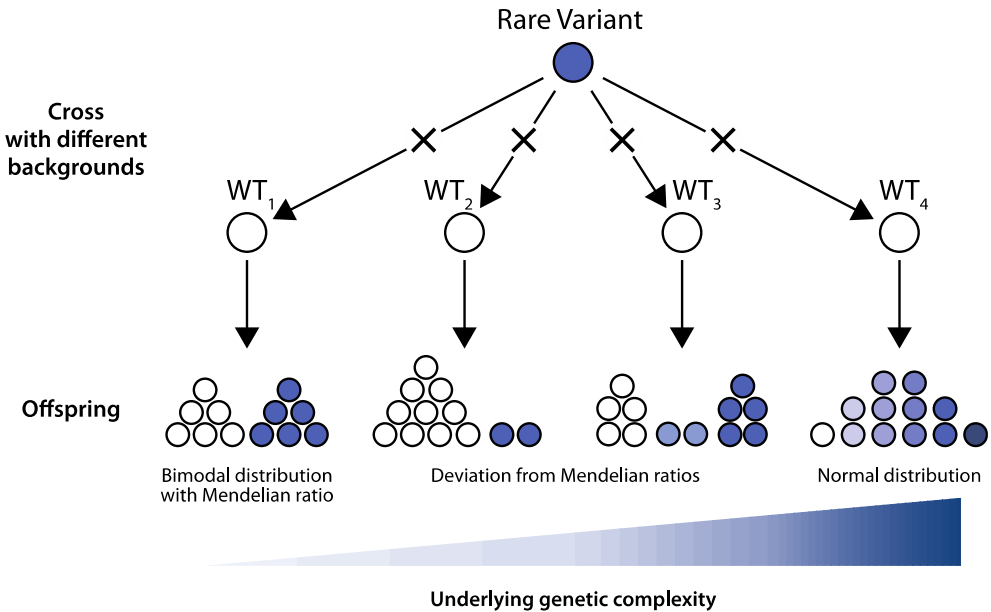 Rare Variant
Cross
with different
backgrounds
WT1
WT2
WT3
WT4
Offspring
Bimodal distribution
with Mendelian ratio
Deviation from Mendelian ratios
Normal distribution
Underlying genetic complexity